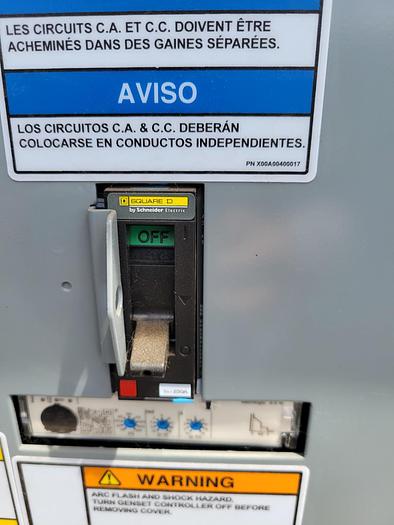 LES CIRCUITS C.A. ET C.C. DOIVENT ÊTRE
ACHEMINÉS DANS DES GAINES SÉPARÉES.
AVISO
LOS CIRCUITOS C.A. & C.C. DEBERÁN
COLOCARSE EN CONDUCTOS INDEPENDIENTES.
PN X00A00400017
SQUARE D
by Schneider Electric
OFF
WARNING
ARC FLASH AND SHOCK HAZARD.
TURN GENSET CONTROLLER OFF BEFORE
REMOVING COVER.